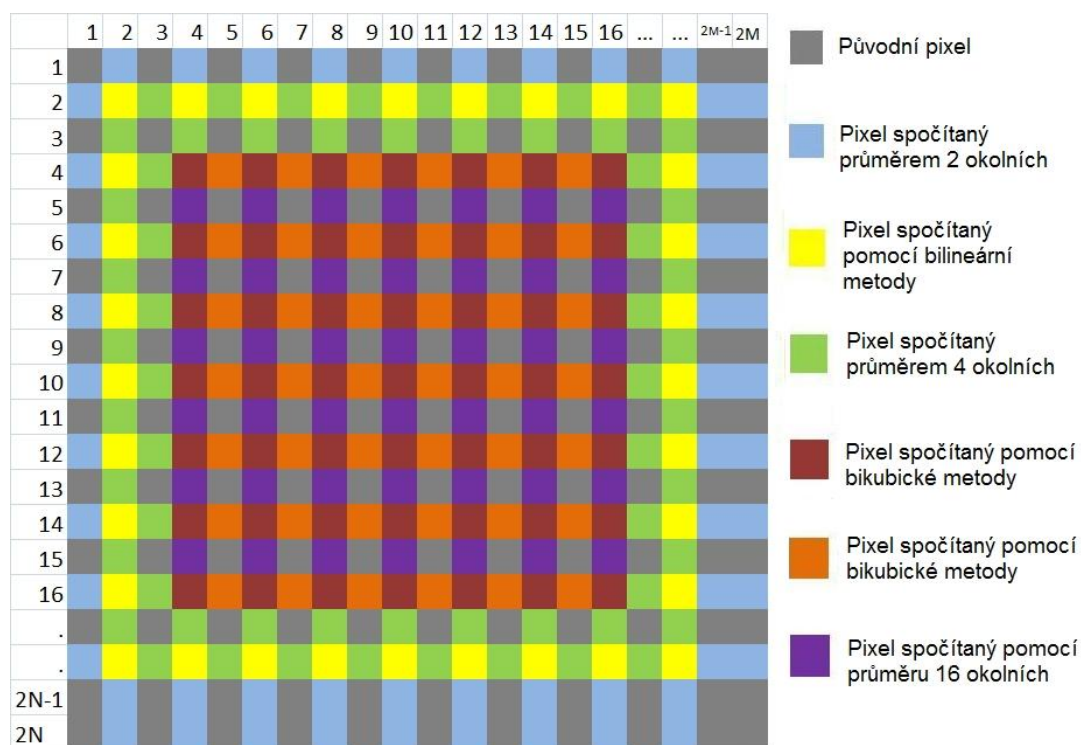 1 2 3 4 5 6 7 8 9 10 11 12 13 14 15 16 ... ... 2M-1 2M
1
2
3
4
5
6
7
8
9
10
11
12
13
14
15
16
.
.
2N-1
2N
Původní pixel
Pixel spočítaný
průměrem 2 okolních
Pixel spočítaný
pomocí bilineární
metody
Pixel spočítaný
průměrem 4 okolních
Pixel spočítaný pomocí
bikubické metody
Pixel spočítaný pomocí
bikubické metody
Pixel spočítaný pomocí
průměru 16 okolních